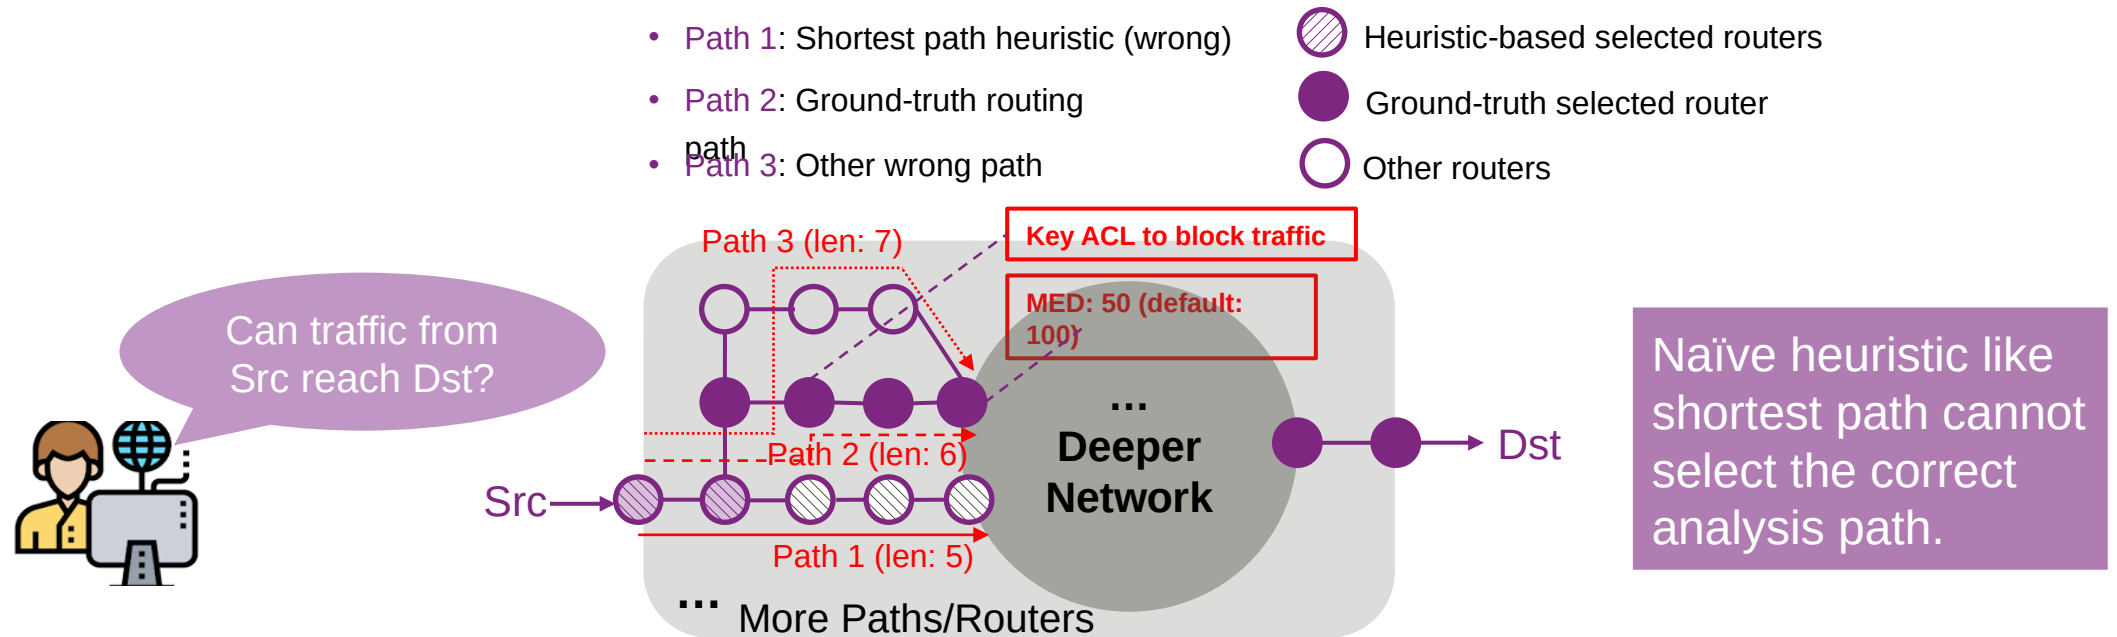 • Path 1: Shortest path heuristic (wrong)
• Path 2: Ground-truth routing
path
• Path 3: Other wrong path
Heuristic-based selected routers
Ground-truth selected router
Other routers
Key ACL to block traffic
Path 3 (len: 7)
MED: 50 (default:
100)
Can traffic from
Src reach Dst?
Naïve heuristic like
shortest path cannot
select the correct
analysis path.
...
Deeper
Network
Path 2 (len: 6)
Dst
Src
Path 1 (len: 5)
... More Paths/Routers